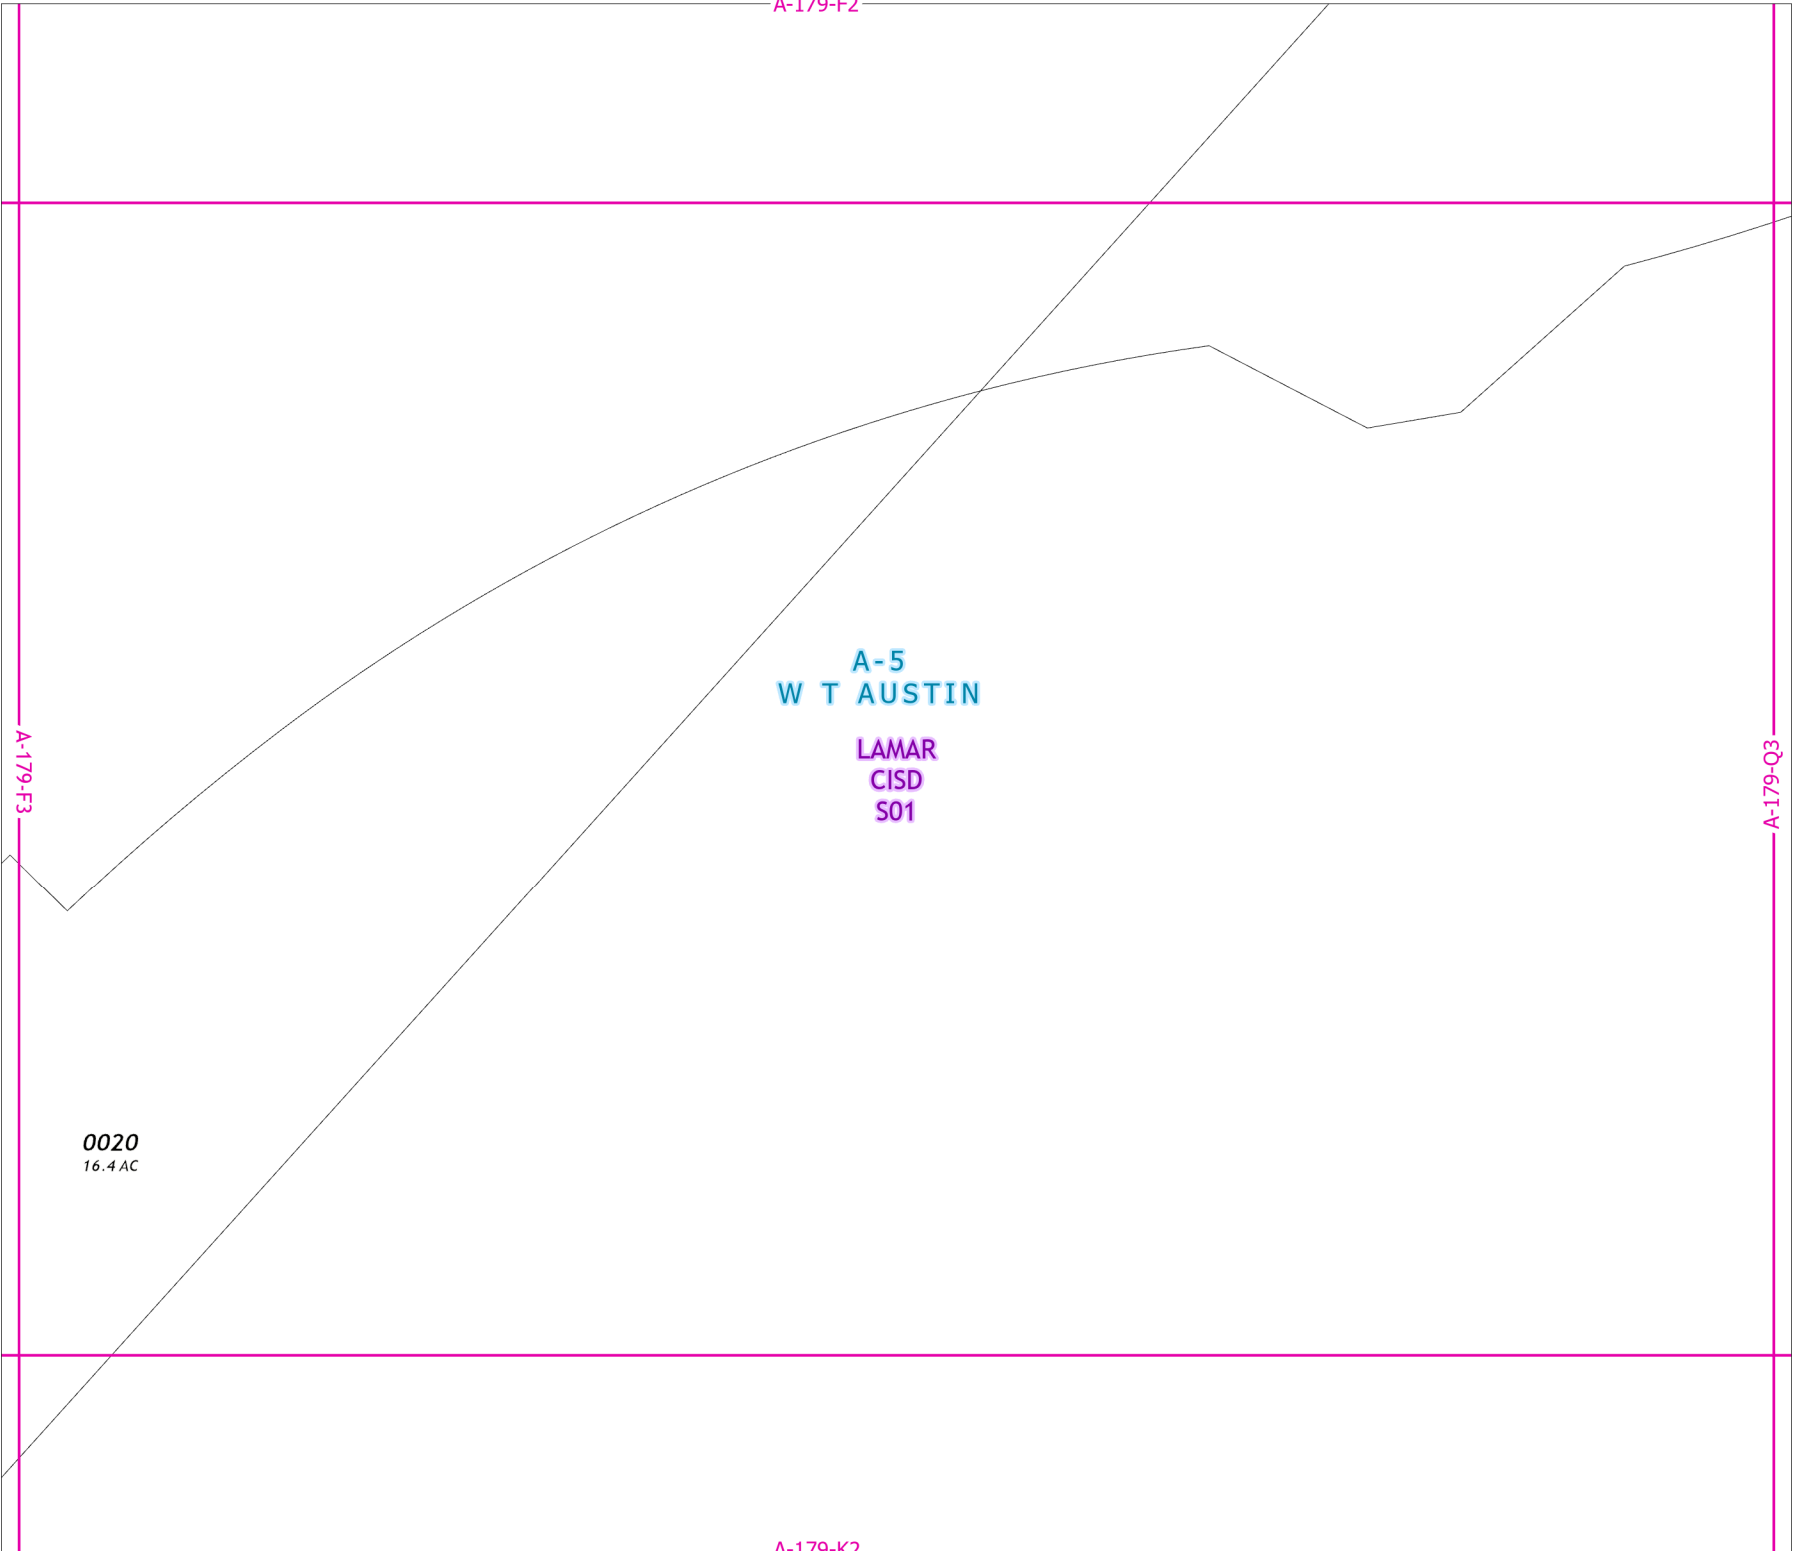 A-179-F2
A-5
W T AUSTIN
LAMAR
CISD
S01
A-179-F3
A-179-Q3
0020
16.4 AC
A-179-K2